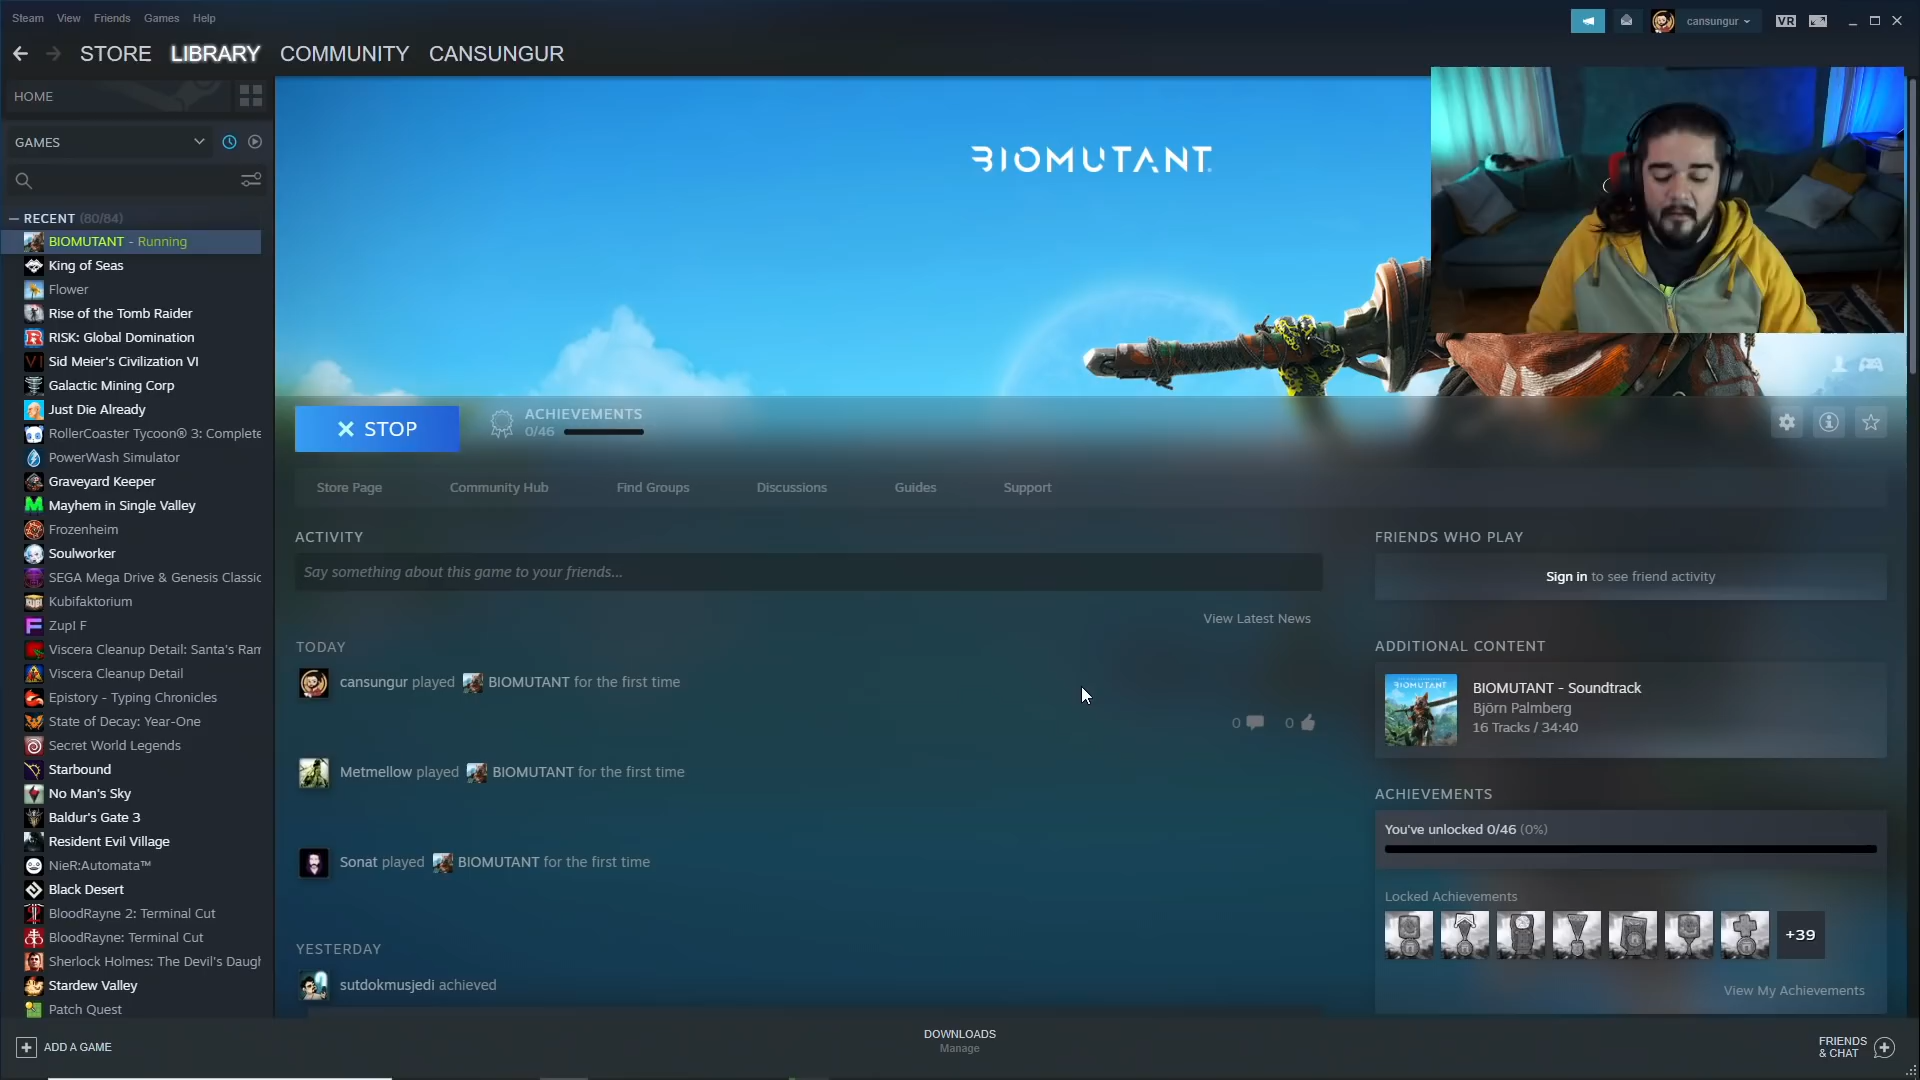 Steam View Friends Games Help
cansungur
VR
STORE LIBRARY COMMUNITY CANSUNGUR
HOME
GAMES
RECENT (80/84)
BIOMUTANT - Running
King of Seas
Flower
Rise of the Tomb Raider
RISK: Global Domination
Sid Meier's Civilization VI
Galactic Mining Corp
Just Die Already
RollerCoaster Tycoon® 3: Complete
PowerWash Simulator
Graveyard Keeper
Mayhem in Single Valley
Frozenheim
Soulworker
SEGA Mega Drive & Genesis Classic
Kubifaktorium
Zup! F
Viscera Cleanup Detail: Santa's Ram
Viscera Cleanup Detail
Epistory - Typing Chronicles
State of Decay: Year-One
Secret World Legends
Starbound
No Man's Sky
Baldur's Gate 3
Resident Evil Village
NieR:Automata™
Black Desert
BloodRayne 2: Terminal Cut
BloodRayne: Terminal Cut
Sherlock Holmes: The Devil's Daugh
Stardew Valley
Patch Quest
ADD A GAME
BIOMUTANT
STOP
ACHIEVEMENTS
0/46
Store Page Community Hub Find Groups Discussions Guides Support
ACTIVITY
Say something about this game to your friends...
View Latest News
TODAY
cansungur played BIOMUTANT for the first time
0 0
Metmellow played BIOMUTANT for the first time
Sonat played BIOMUTANT for the first time
YESTERDAY
sutdokmusjedi achieved
FRIENDS WHO PLAY
Sign in to see friend activity
ADDITIONAL CONTENT
BIOMUTANT
BIOMUTANT - Soundtrack
Björn Palmberg
16 Tracks / 34:40
ACHIEVEMENTS
You've unlocked 0/46 (0%)
Locked Achievements
+39
View My Achievements
DOWNLOADS
Manage
FRIENDS
& CHAT